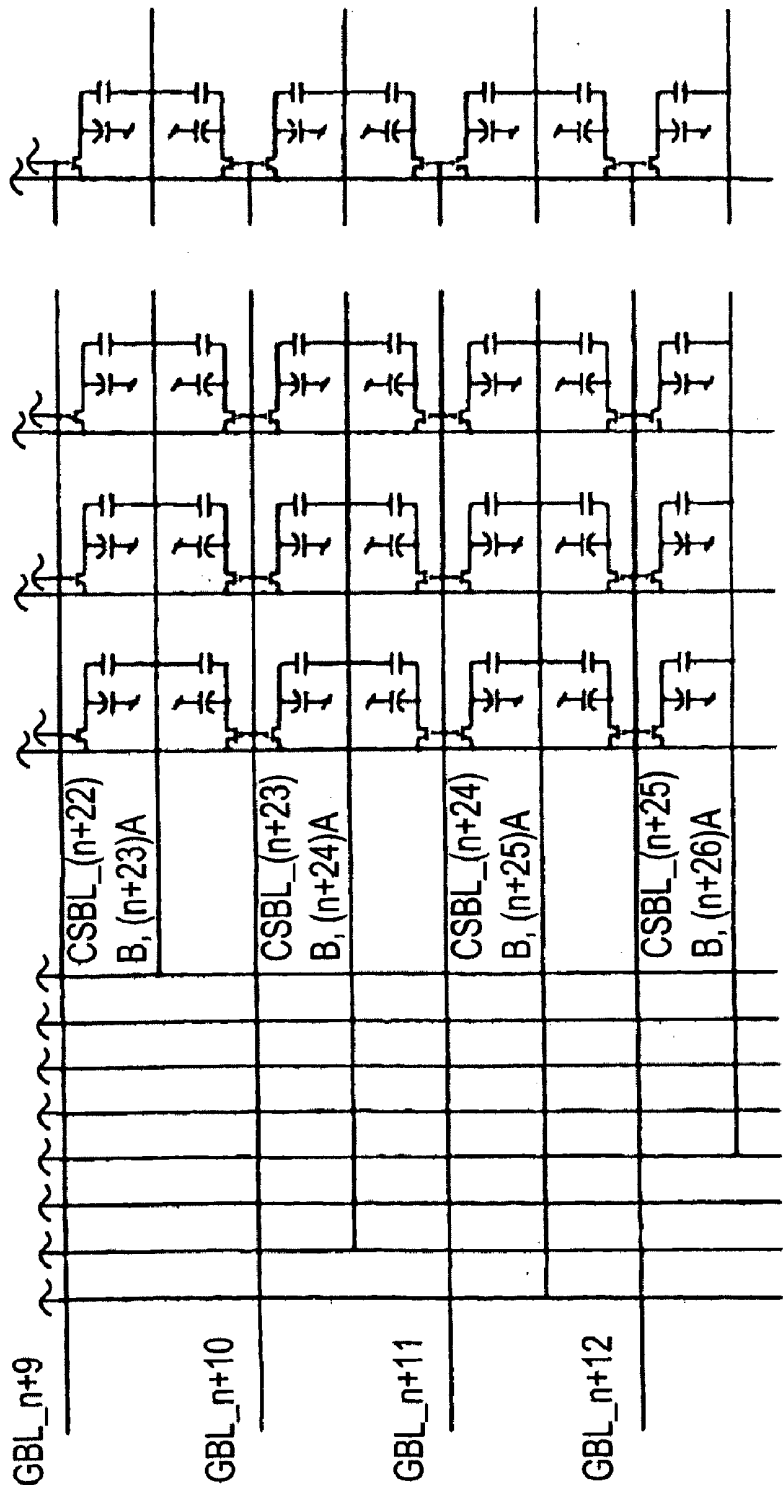 GBL_n+9
CSBL_(n+22)
B, (n+23)A
GBL_n+10
CSBL_(n+23)
B, (n+24)A
GBL_n+11
CSBL_(n+24)
B, (n+25)A
GBL_n+12
CSBL_(n+25)
B, (n+26)A